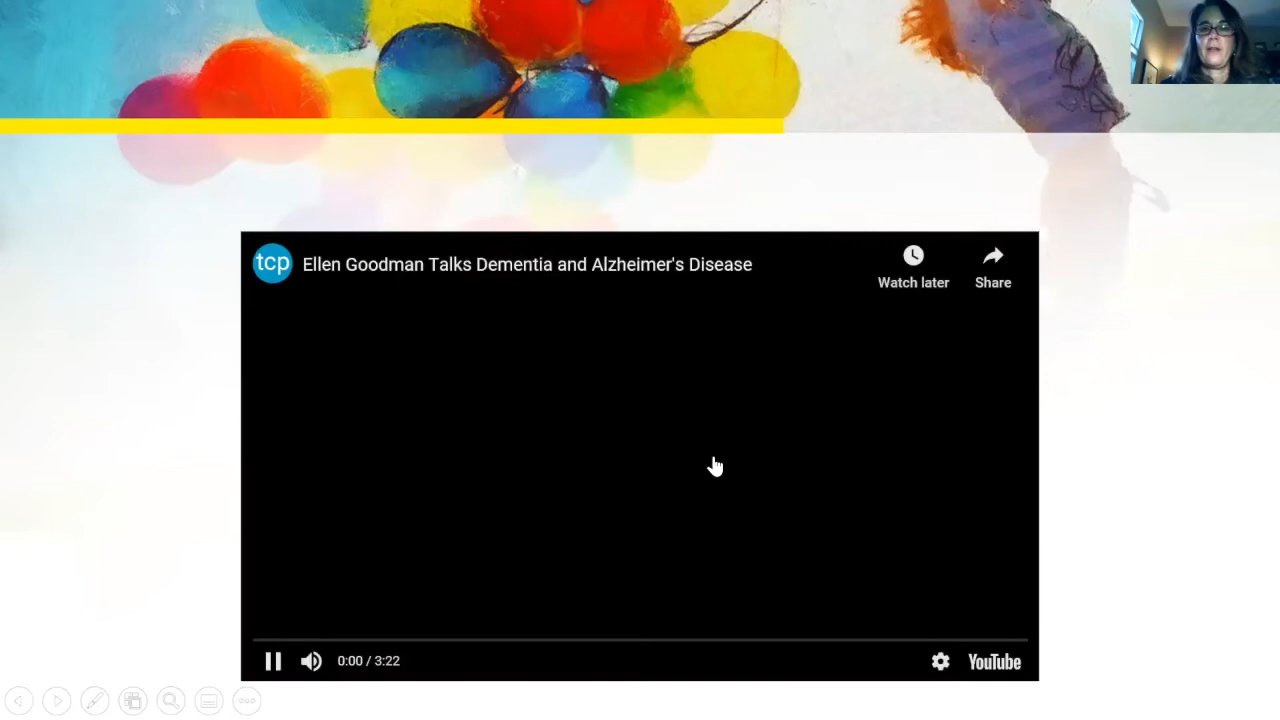 tcp Ellen Goodman Talks Dementia and Alzheimer's Disease
Watch later
Share
0:00 / 3:22
YouTube